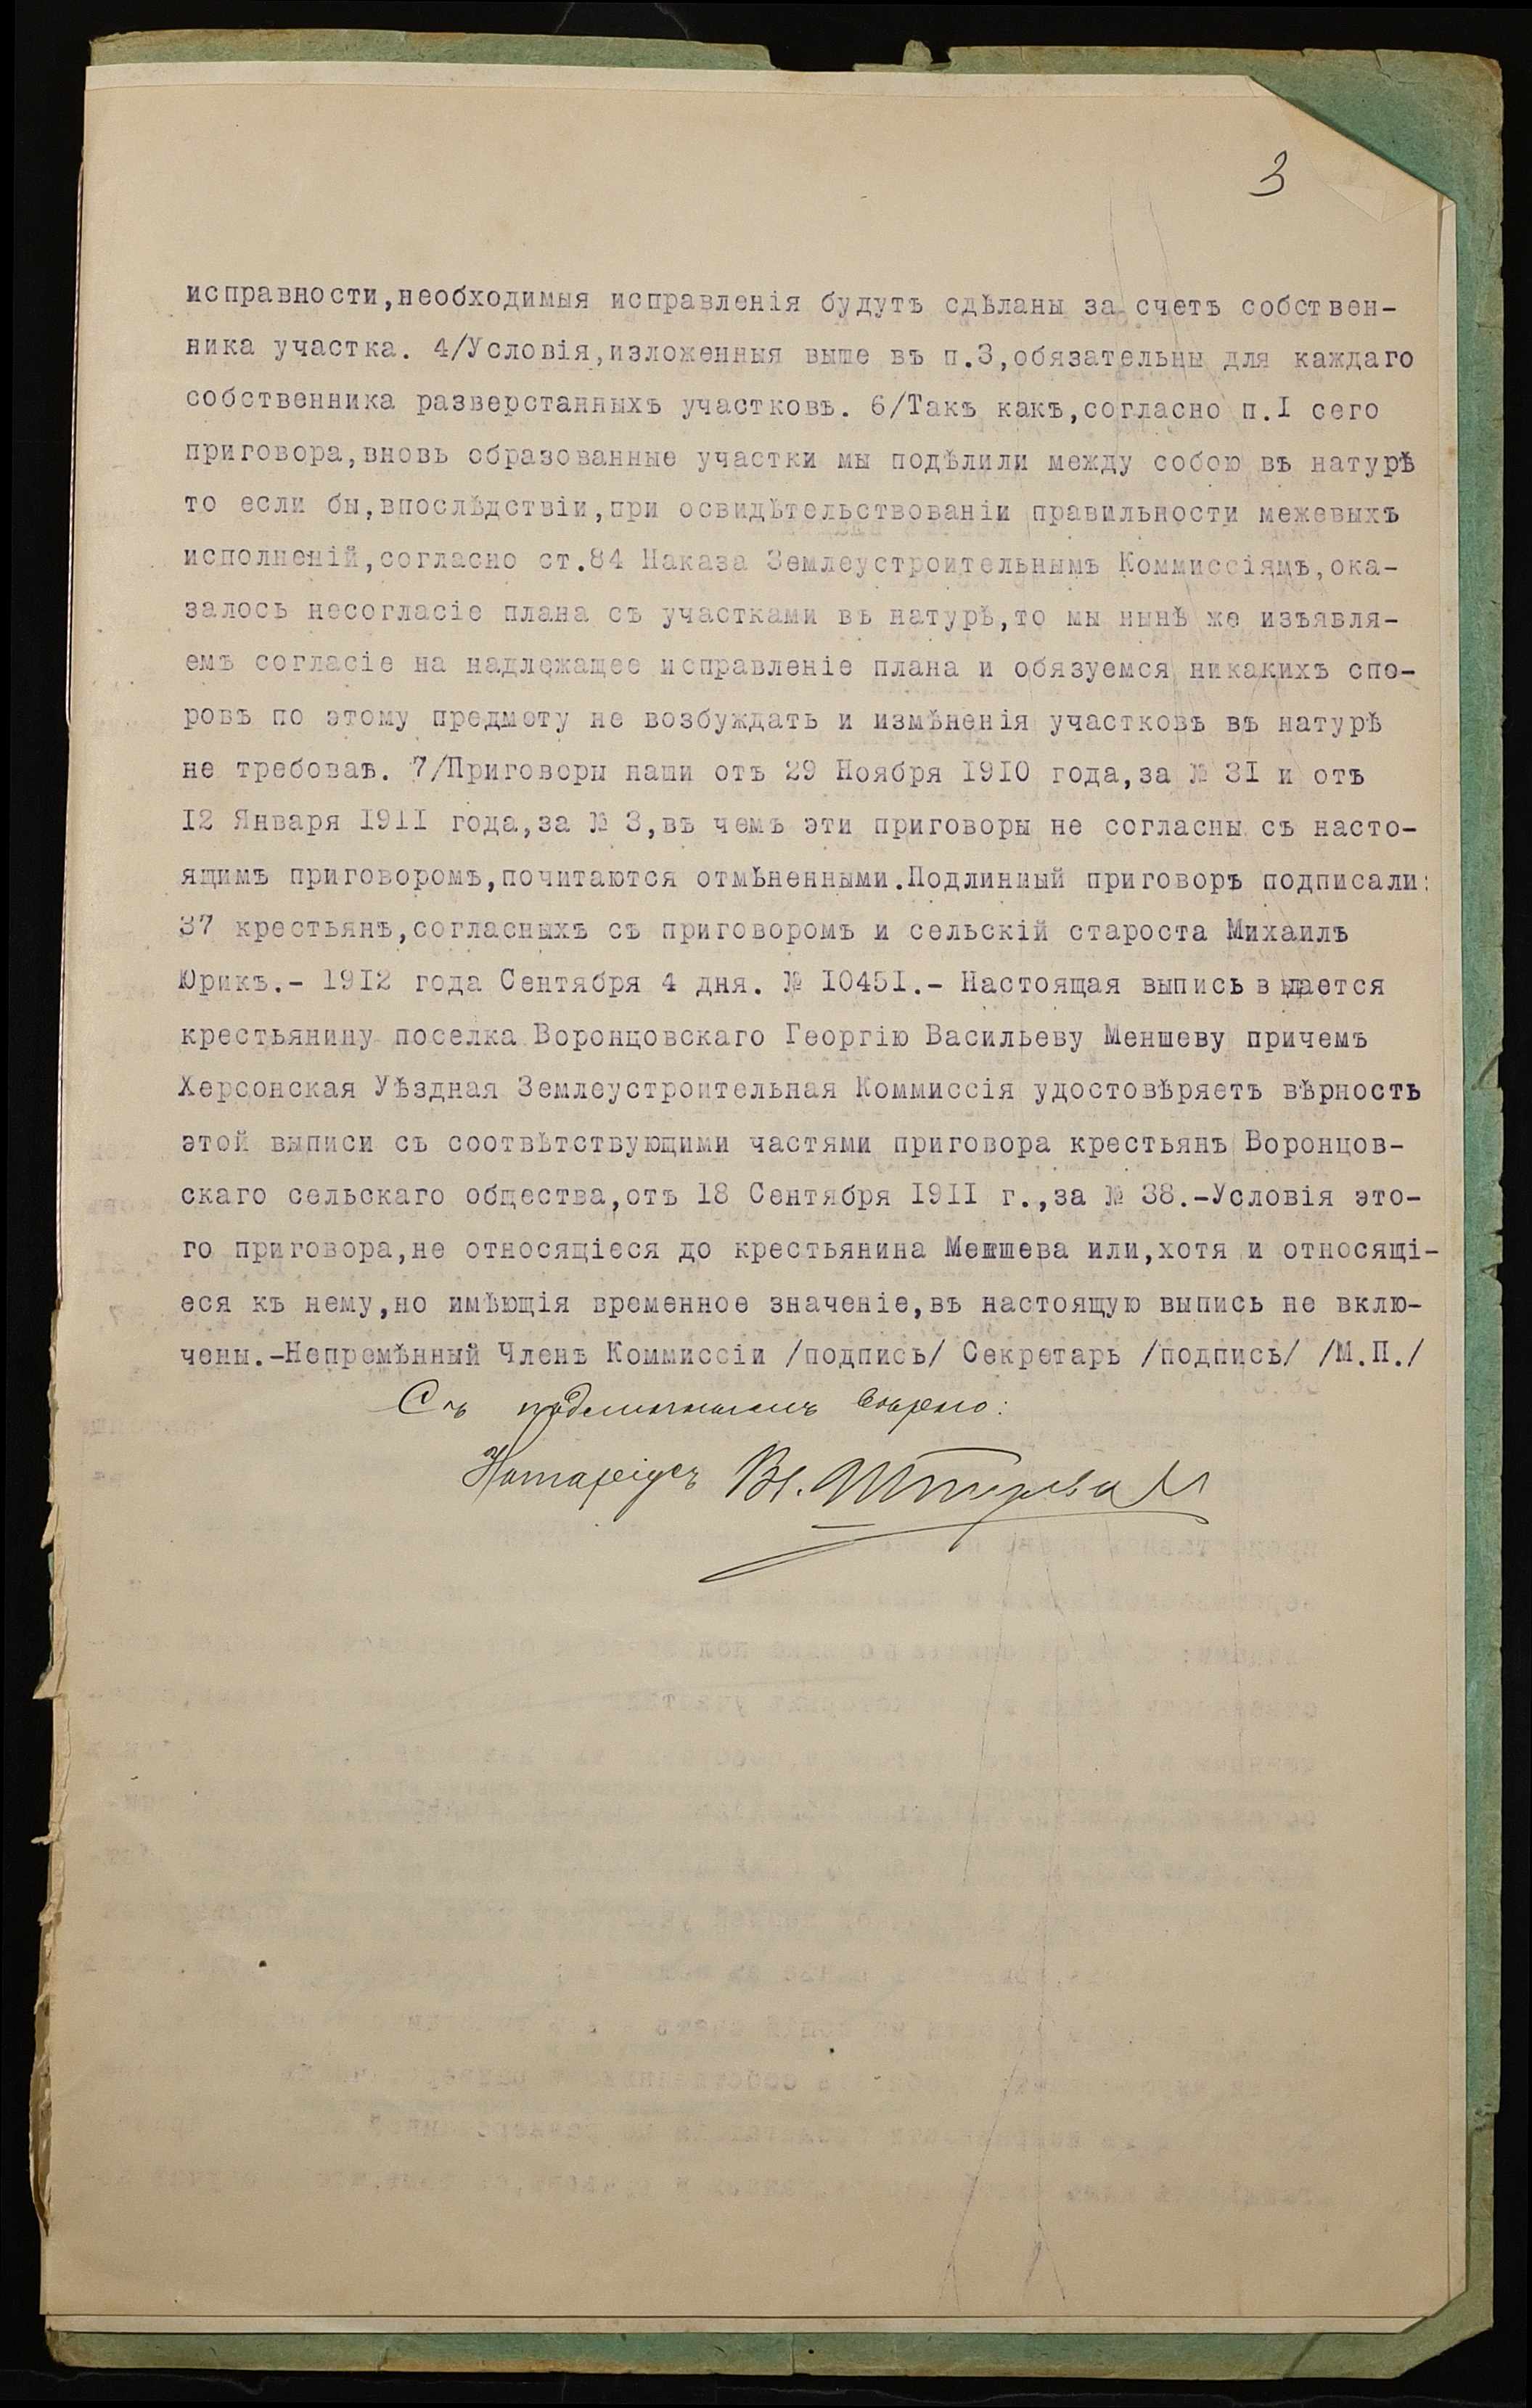 3
исправности,необходимыя исправленія будутъ сдѣланы за счетъ собствен-
ника участка. 4/Условія,изложенныя выше въ п.3,обязательны для каждаго
собственника разверстанныхъ участковъ. 6/Такъ какъ,согласно п.I сего
приговора,вновь образованные участки мы подѣлили между собою въ натурѣ
то если бы,впослѣдствіи,при освидѣтельствованіи правильности межевыхъ
исполненій,согласно ст.84 Наказа Землеустроительнымъ Коммиссіямъ,ока-
залось несогласіе плана съ участками въ натурѣ,то мы нынѣ же изъявля-
емъ согласіе на надлежащее исправленіе плана и обязуемся никакихъ спо-
ровъ по этому предмету не возбуждать и измѣненія участковъ въ натурѣ
не требовать. 7/Приговоры наши отъ 29 Ноября I9I0 года,за № 3I и отъ
I2 Января I9II года,за № 3,въ чемъ эти приговоры не согласны съ насто-
ящимъ приговоромъ,почитаются отмѣненными.Подлинный приговоръ подписали:
37 крестьянъ,согласныхъ съ приговоромъ и сельскій староста Михаилъ
Юрикъ.- I9I2 года Сентября 4 дня. № I045I.- Настоящая выпись выдается
крестьянину поселка Воронцовскаго Георгію Васильеву Меншеву причемъ
Херсонская Уѣздная Землеустроительная Коммиссія удостовѣряетъ вѣрность
этой выписи съ соотвѣтствующими частями приговора крестьянъ Воронцов-
скаго сельскаго общества,отъ I8 Сентября I9II г.,за № 38.-Условія это-
го приговора,не относящіеся до крестьянина Меншева или,хотя и относящі-
еся къ нему,но имѣющія временное значеніе,въ настоящую выпись не вклю-
чены.-Непремѣнный Членъ Коммиссіи /подпись/ Секретарь /подпись/ /М.П./
Съ подлиннымъ вѣрно:
Нотаріусъ Вл.